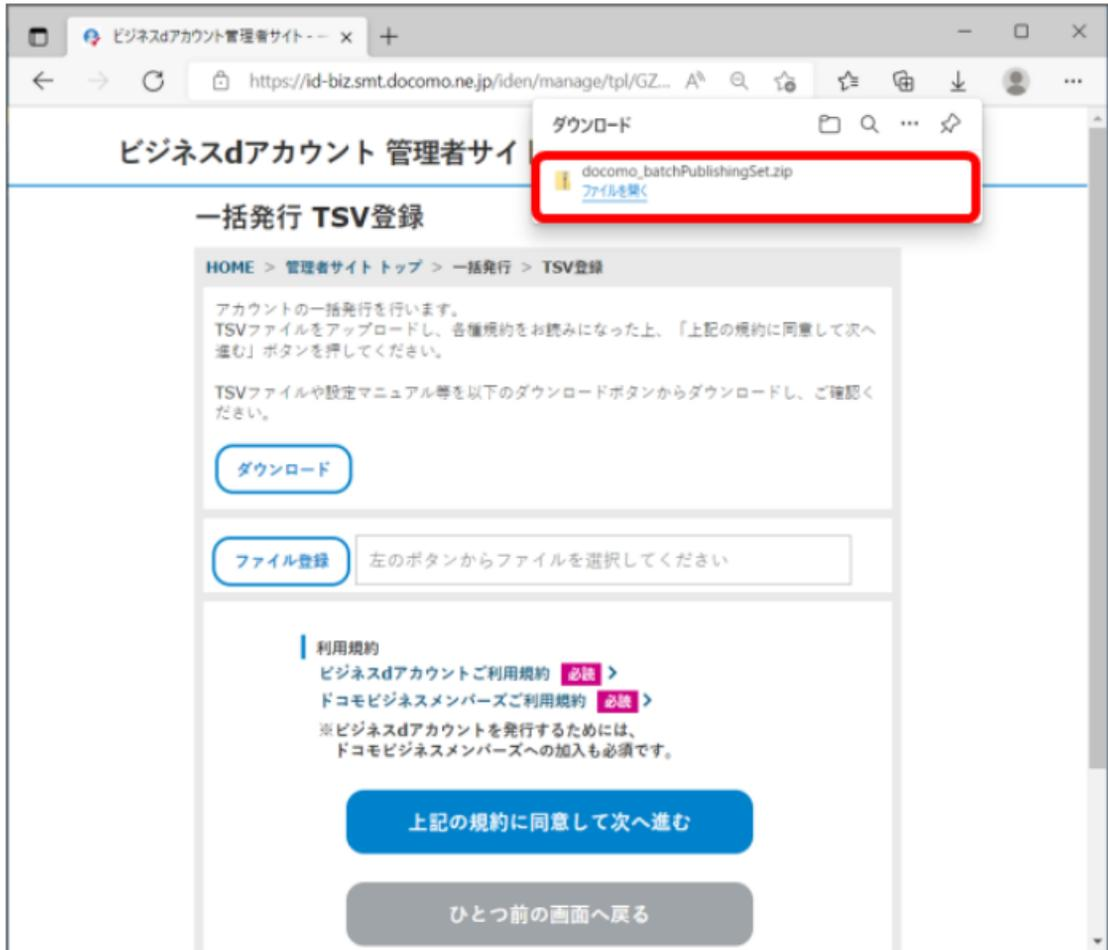 ビジネスdアカウント管理者サイト - -
https://id-biz.smt.docomo.ne.jp/iden/manage/tpl/GZ...
ダウンロード
docomo_batchPublishingSet.zip
ファイルを開く
ビジネスdアカウント 管理者サイ
一括発行 TSV登録
HOME > 管理者サイト トップ > 一括発行 > TSV登録
アカウントの一括発行を行います。
TSVファイルをアップロードし、各種規約をお読みになった上、「上記の規約に同意して次へ
進む」ボタンを押してください。
TSVファイルや設定マニュアル等を以下のダウンロードボタンからダウンロードし、ご確認く
ださい。
ダウンロード
ファイル登録 左のボタンからファイルを選択してください
利用規約
ビジネスdアカウントご利用規約 必読 >
ドコモビジネスメンバーズご利用規約 必読 >
※ビジネスdアカウントを発行するためには、
ドコモビジネスメンバーズへの加入も必須です。
上記の規約に同意して次へ進む
ひとつ前の画面へ戻る